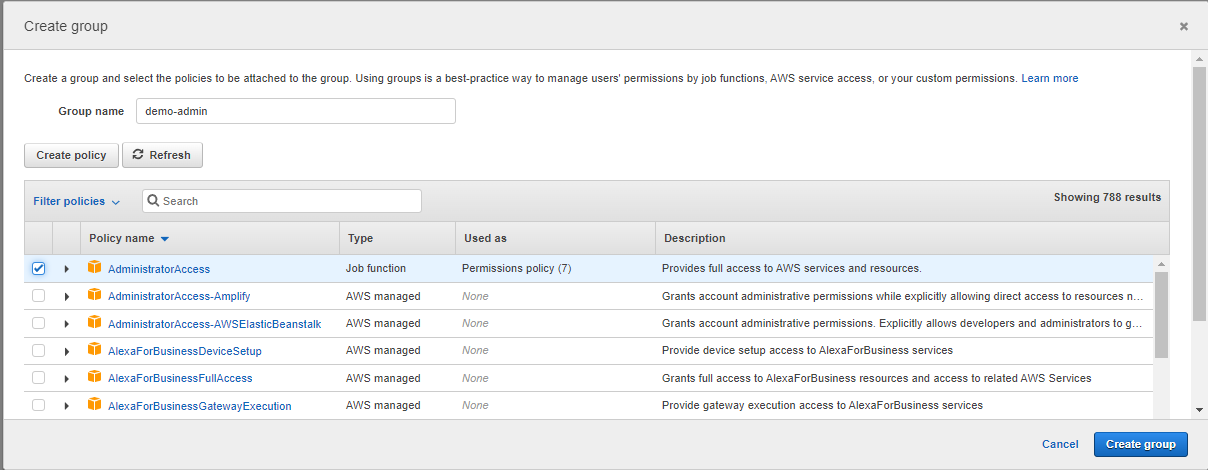 Create group
Create a group and select the policies to be attached to the group. Using groups is a best-practice way to manage users' permissions by job functions, AWS service access, or your custom permissions. Learn more
Group name demo-admin
Create policy Refresh
Filter policies Search Showing 788 results
Policy name Type Used as Description
AdministratorAccess Job function Permissions policy (7) Provides full access to AWS services and resources.
AdministratorAccess-Amplify AWS managed None Grants account administrative permissions while explicitly allowing direct access to resources n...
AdministratorAccess-AWSElasticBeanstalk AWS managed None Grants account administrative permissions. Explicitly allows developers and administrators to g...
AlexaForBusinessDeviceSetup AWS managed None Provide device setup access to AlexaForBusiness services
AlexaForBusinessFullAccess AWS managed None Grants full access to AlexaForBusiness resources and access to related AWS Services
AlexaForBusinessGatewayExecution AWS managed None Provide gateway execution access to AlexaForBusiness services
Cancel Create group